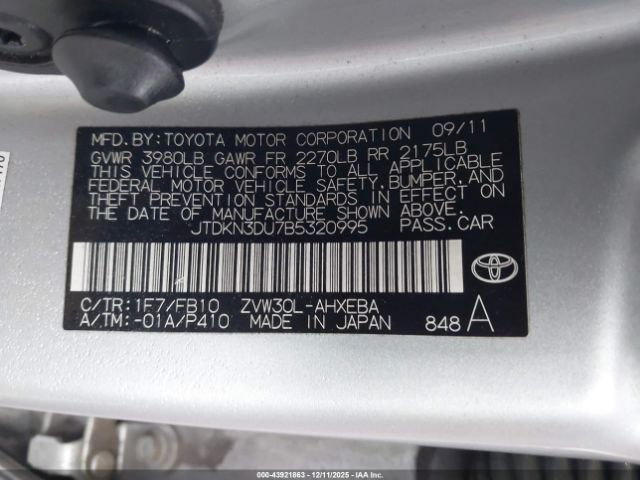 MFD. BY: TOYOTA MOTOR CORPORATION 09/11
GVWR 3980LB GAWR FR 2270LB RR 2175LB
THIS VEHICLE CONFORMS TO ALL APPLICABLE
FEDERAL MOTOR VEHICLE SAFETY, BUMPER, AND
THEFT PREVENTION STANDARDS IN EFFECT ON
THE DATE OF MANUFACTURE SHOWN ABOVE.
JTDKN3DU7B5320995 PASS. CAR
C/TR: 1F7/FB10 ZVW30L-AHXEBA
A/TM: -01A/P410 MADE IN JAPAN 848 A
000-43921863 - 12/11/2025 - IAAI.com